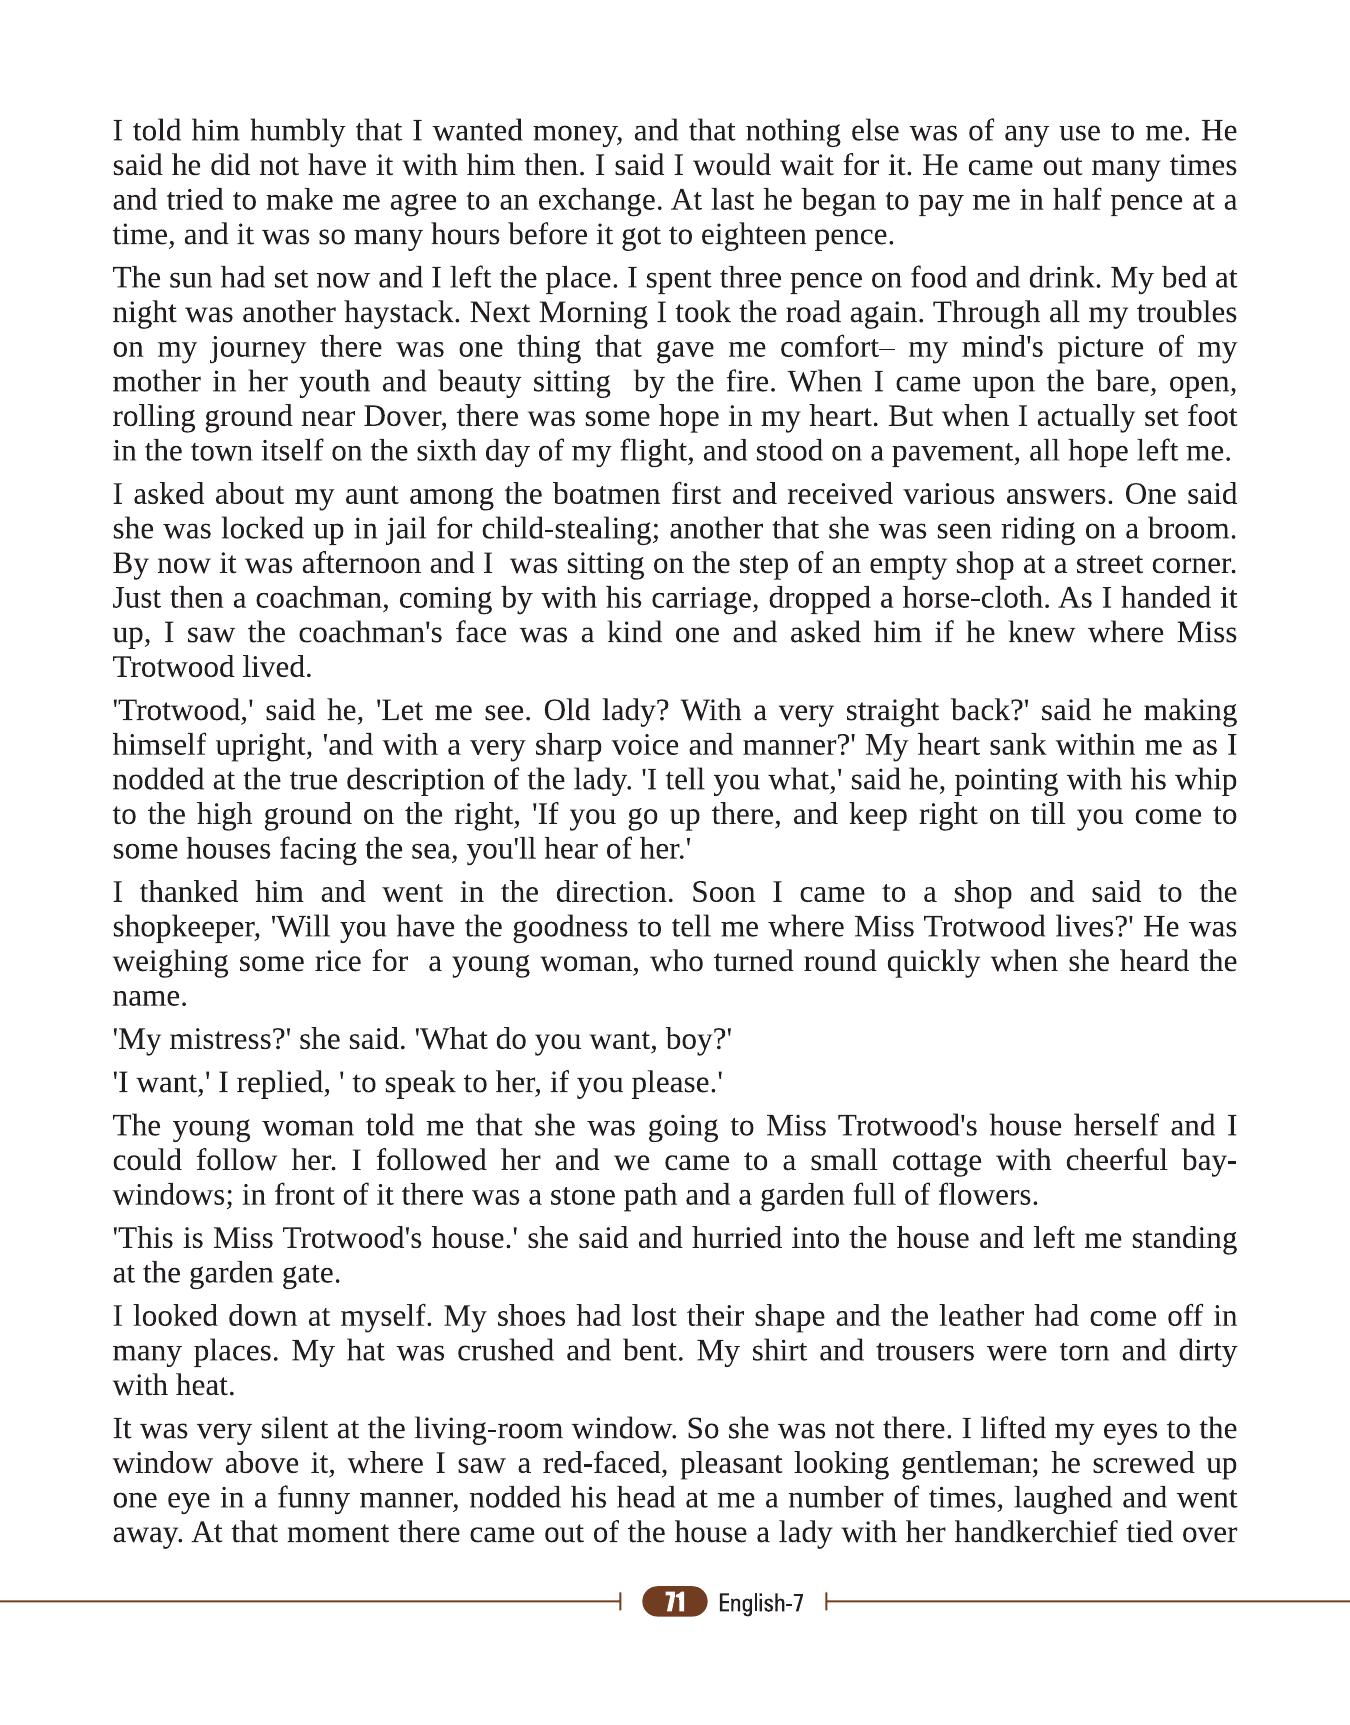 I told him humbly that I wanted money, and that nothing else was of any use to me. He
said he did not have it with him then. I said I would wait for it. He came out many times
and tried to make me agree to an exchange. At last he began to pay me in half pence at a
time, and it was so many hours before it got to eighteen pence.
The sun had set now and I left the place. I spent three pence on food and drink. My bed at
night was another haystack. Next Morning I took the road again. Through all my troubles
on my journey there was one thing that gave me comfort– my mind's picture of my
mother in her youth and beauty sitting  by the fire. When I came upon the bare, open,
rolling ground near Dover, there was some hope in my heart. But when I actually set foot
in the town itself on the sixth day of my flight, and stood on a pavement, all hope left me.
I asked about my aunt among the boatmen first and received various answers. One said
she was locked up in jail for child-stealing; another that she was seen riding on a broom.
By now it was afternoon and I  was sitting on the step of an empty shop at a street corner.
Just then a coachman, coming by with his carriage, dropped a horse-cloth. As I handed it
up, I saw the coachman's face was a kind one and asked him if he knew where Miss
Trotwood lived.
'Trotwood,' said he, 'Let me see. Old lady? With a very straight back?' said he making
himself upright, 'and with a very sharp voice and manner?' My heart sank within me as I
nodded at the true description of the lady. 'I tell you what,' said he, pointing with his whip
to the high ground on the right, 'If you go up there, and keep right on till you come to
some houses facing the sea, you'll hear of her.'
I thanked him and went in the direction. Soon I came to a shop and said to the
shopkeeper, 'Will you have the goodness to tell me where Miss Trotwood lives?' He was
weighing some rice for  a young woman, who turned round quickly when she heard the
name.
'My mistress?' she said. 'What do you want, boy?'
'I want,' I replied, ' to speak to her, if you please.'
The young woman told me that she was going to Miss Trotwood's house herself and I
could follow her. I followed her and we came to a small cottage with cheerful bay-
windows; in front of it there was a stone path and a garden full of flowers.
'This is Miss Trotwood's house.' she said and hurried into the house and left me standing
at the garden gate.
I looked down at myself. My shoes had lost their shape and the leather had come off in
many places. My hat was crushed and bent. My shirt and trousers were torn and dirty
with heat.
It was very silent at the living-room window. So she was not there. I lifted my eyes to the
window above it, where I saw a red-faced, pleasant looking gentleman; he screwed up
one eye in a funny manner, nodded his head at me a number of times, laughed and went
away. At that moment there came out of the house a lady with her handkerchief tied over
71 English-7